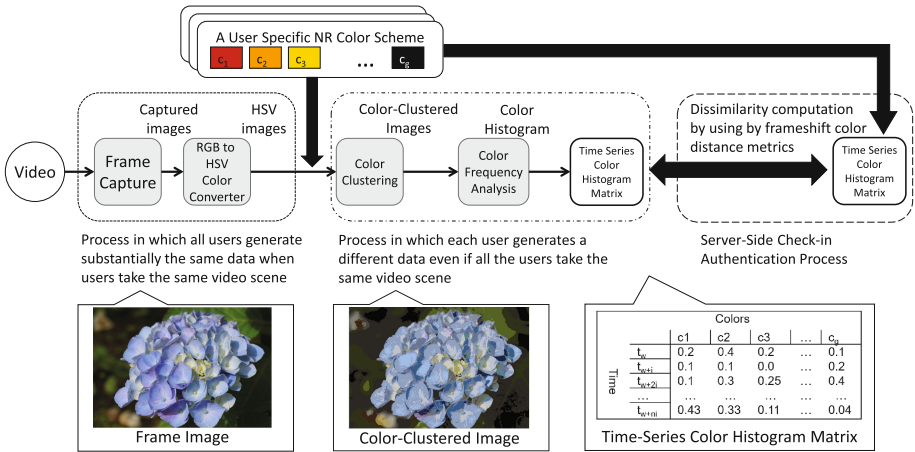 A User Specific NR Color Scheme
c1 c2 c3 ... cg
Captured
images
HSV
images
Color-Clustered
Images
Color
Histogram
Dissimilarity computation
by using by frameshift color
distance metrics
Video
Frame
Capture
RGB to
HSV
Color
Converter
Color
Clustering
Color
Frequency
Analysis
Time Series
Color
Histogram
Matrix
Time Series
Color
Histogram
Matrix
Process in which all users generate
substantially the same data when
users take the same video scene
Process in which each user generates a
different data even if all the users take the
same video scene
Server-Side Check-in
Authentication Process
Frame Image
Color-Clustered Image
Colors
c1 c2 c3 ... cg
Time
tw 0.2 0.4 0.2 ... 0.1
tw+i 0.1 0.1 0.0 ... 0.2
tw+2i 0.1 0.3 0.25 ... 0.4
... ... ... ... ...
tw+ni 0.43 0.33 0.11 ... 0.04
Time-Series Color Histogram Matrix